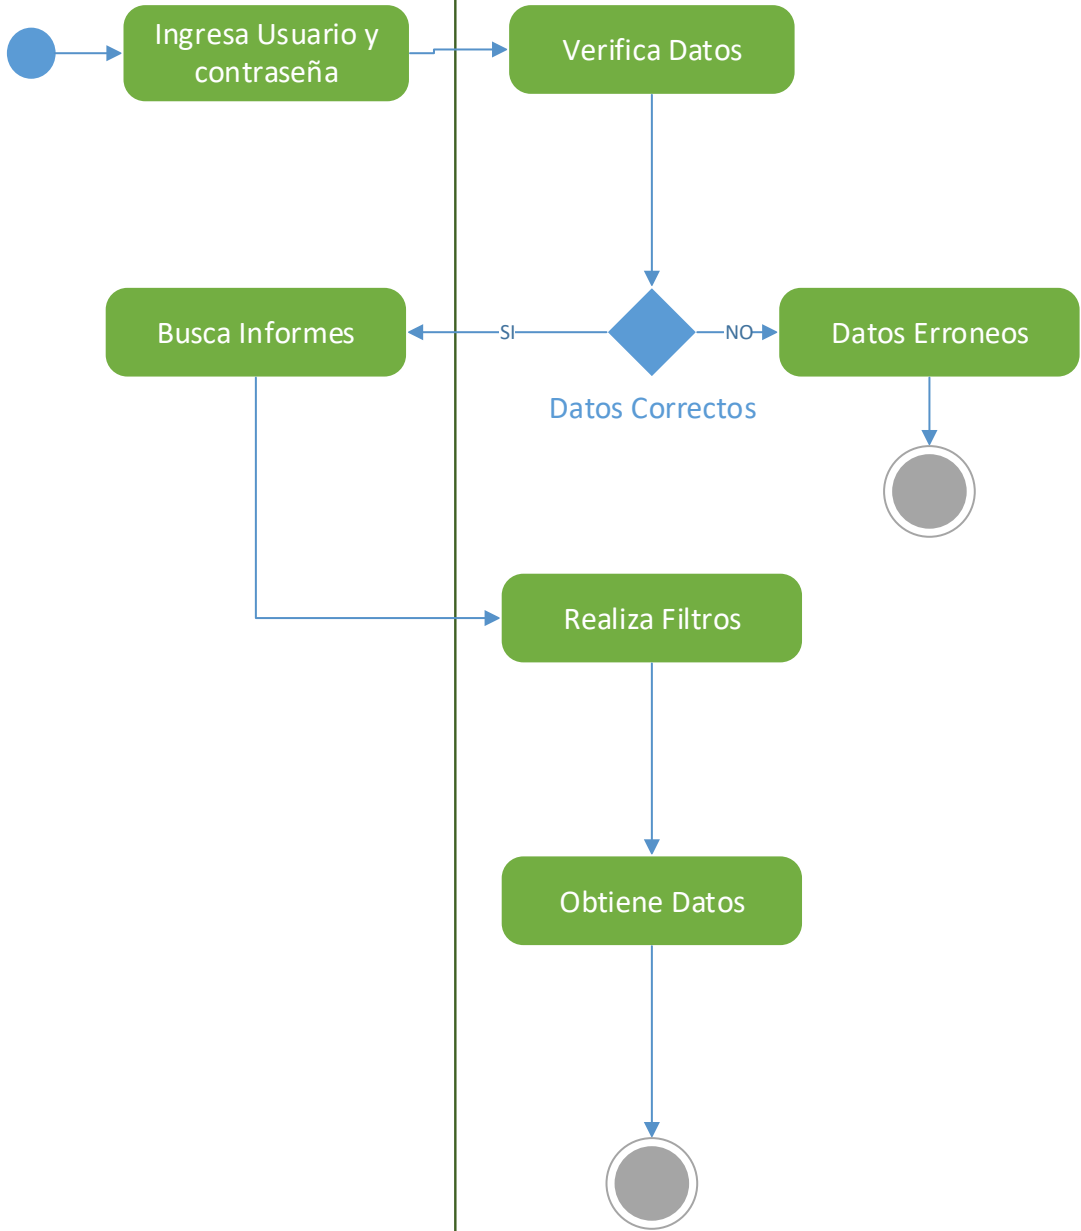 Ingresa Usuario y
contraseña
Verifica Datos
Busca Informes
SI
NO
Datos Erroneos
Datos Correctos
Realiza Filtros
Obtiene Datos